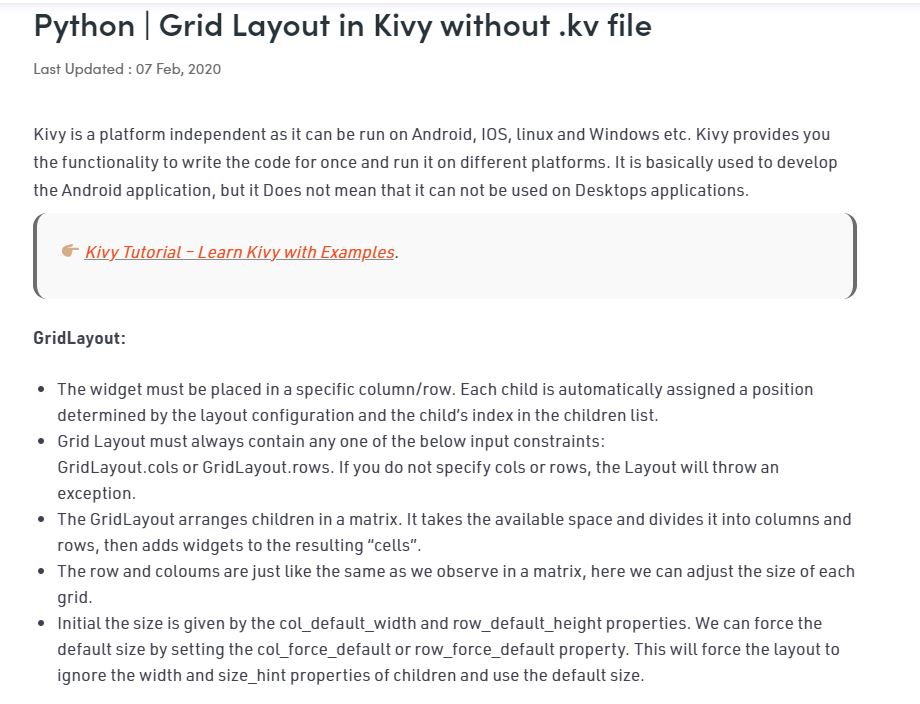 Python | Grid Layout in Kivy without .kv file
Last Updated : 07 Feb, 2020
Kivy is a platform independent as it can be run on Android, IOS, linux and Windows etc. Kivy provides you
the functionality to write the code for once and run it on different platforms. It is basically used to develop
the Android application, but it Does not mean that it can not be used on Desktops applications.
👉🏽 Kivy Tutorial – Learn Kivy with Examples.
GridLayout:
• The widget must be placed in a specific column/row. Each child is automatically assigned a position
determined by the layout configuration and the child’s index in the children list.
• Grid Layout must always contain any one of the below input constraints:
GridLayout.cols or GridLayout.rows. If you do not specify cols or rows, the Layout will throw an
exception.
• The GridLayout arranges children in a matrix. It takes the available space and divides it into columns and
rows, then adds widgets to the resulting “cells”.
• The row and coloums are just like the same as we observe in a matrix, here we can adjust the size of each
grid.
• Initial the size is given by the col_default_width and row_default_height properties. We can force the
default size by setting the col_force_default or row_force_default property. This will force the layout to
ignore the width and size_hint properties of children and use the default size.